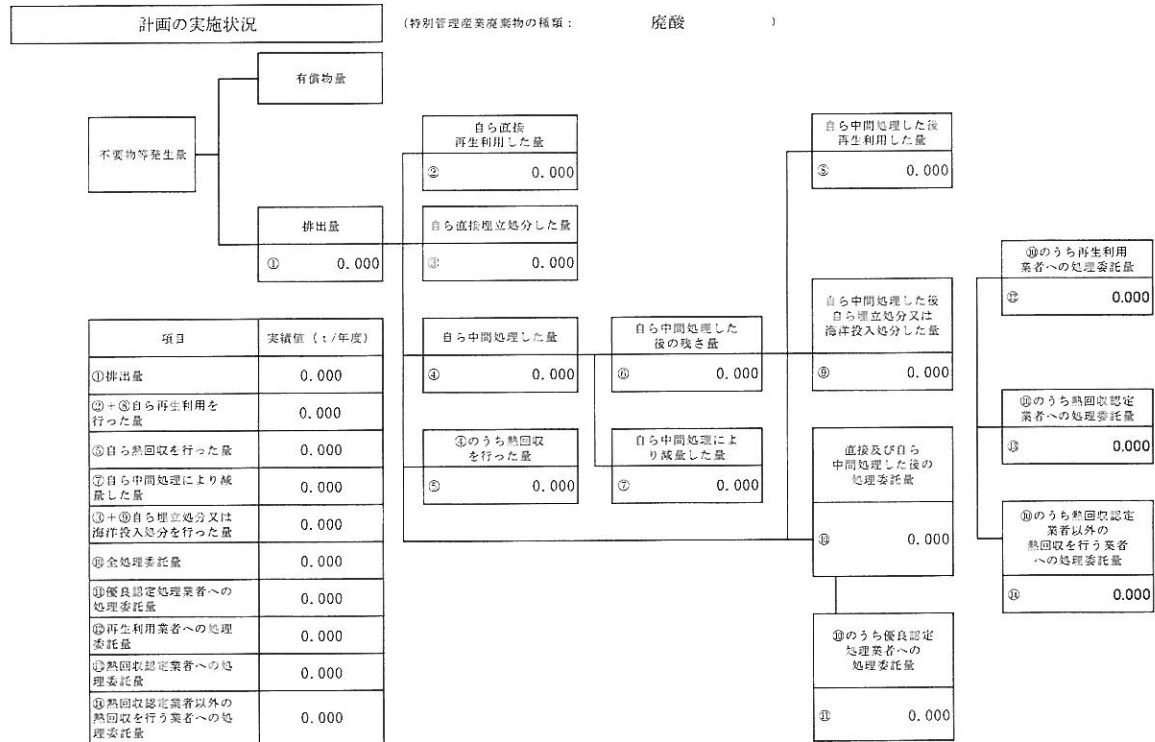 計画の実施状況
(特別管理産業廃棄物の種類： 廃酸 )
有償物量
不要物等発生量
排出量
① 0.000
自ら直接
再生利用した量
② 0.000
自ら直接埋立処分した量
③ 0.000
自ら中間処理した量
④ 0.000
④のうち熱回収
を行った量
⑤ 0.000
自ら中間処理した
後の残さ量
⑥ 0.000
自ら中間処理によ
り減量した量
⑦ 0.000
自ら中間処理した後
再生利用した量
⑧ 0.000
自ら中間処理した後
自ら埋立処分又は
海洋投入処分した量
⑨ 0.000
直接及び自ら
中間処理した後の
処理委託量
⑩ 0.000
⑩のうち優良認定
処理業者への
処理委託量
⑪ 0.000
⑩のうち再生利用
業者への処理委託量
⑫ 0.000
⑩のうち熱回収認定
業者への処理委託量
⑬ 0.000
⑩のうち熱回収認定
業者以外の
熱回収を行う業者
への処理委託量
⑭ 0.000
項目 実績値 (t/年度)
①排出量 0.000
②+⑧自ら再生利用を
行った量 0.000
⑤自ら熱回収を行った量 0.000
⑦自ら中間処理により減
量した量 0.000
③+⑨自ら埋立処分又は
海洋投入処分を行った量 0.000
⑩全処理委託量 0.000
⑪優良認定処理業者への
処理委託量 0.000
⑫再生利用業者への処理
委託量 0.000
⑬熱回収認定業者への処
理委託量 0.000
⑭熱回収認定業者以外の
熱回収を行う業者への処
理委託量 0.000